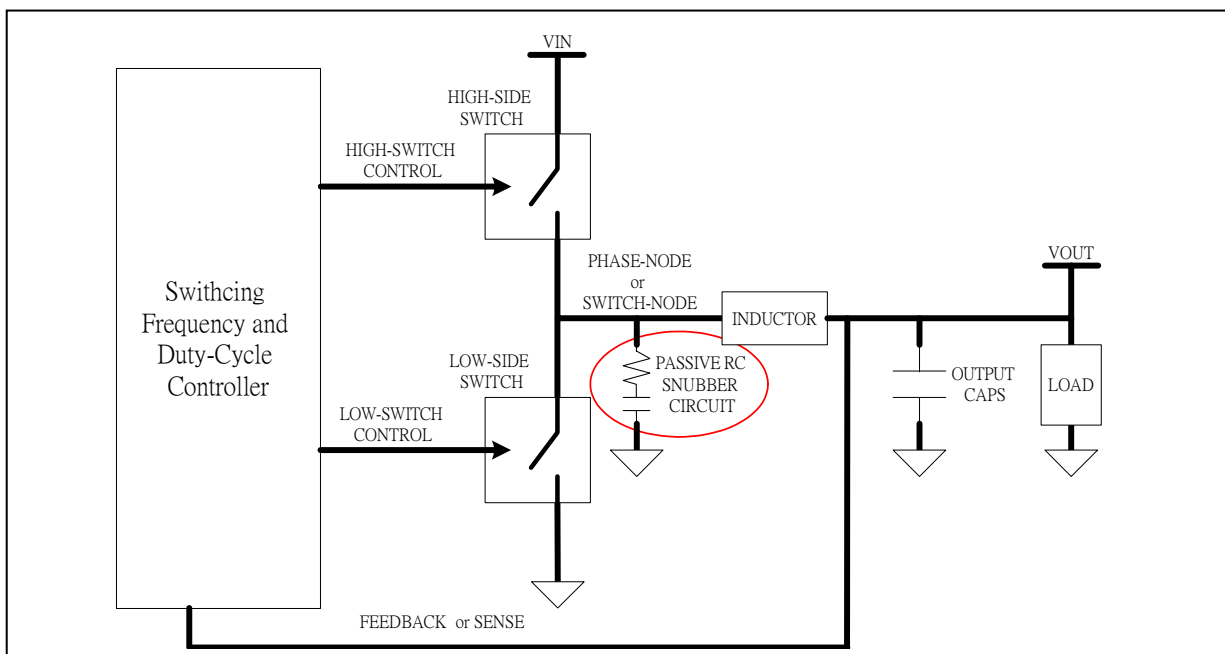 VIN
HIGH-SIDE
SWITCH
HIGH-SWITCH
CONTROL
PHASE-NODE
or
SWITCH-NODE
VOUT
Swithcing
Frequency and
Duty-Cycle
Controller
INDUCTOR
LOW-SIDE
SWITCH
PASSIVE RC
SNUBBER
CIRCUIT
OUTPUT
CAPS
LOAD
LOW-SWITCH
CONTROL
FEEDBACK or SENSE